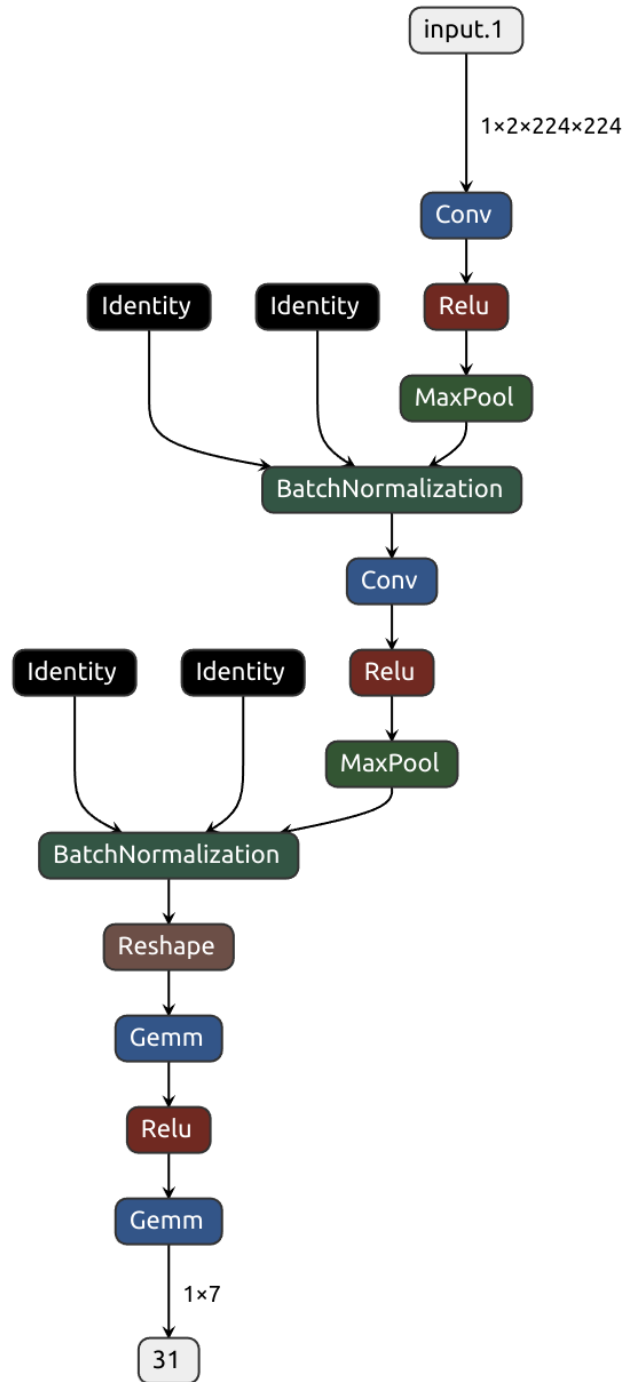 input.1
1×2×224×224
Conv
Identity
Identity
Relu
MaxPool
BatchNormalization
Conv
Identity
Identity
Relu
MaxPool
BatchNormalization
Reshape
Gemm
Relu
Gemm
1×7
31